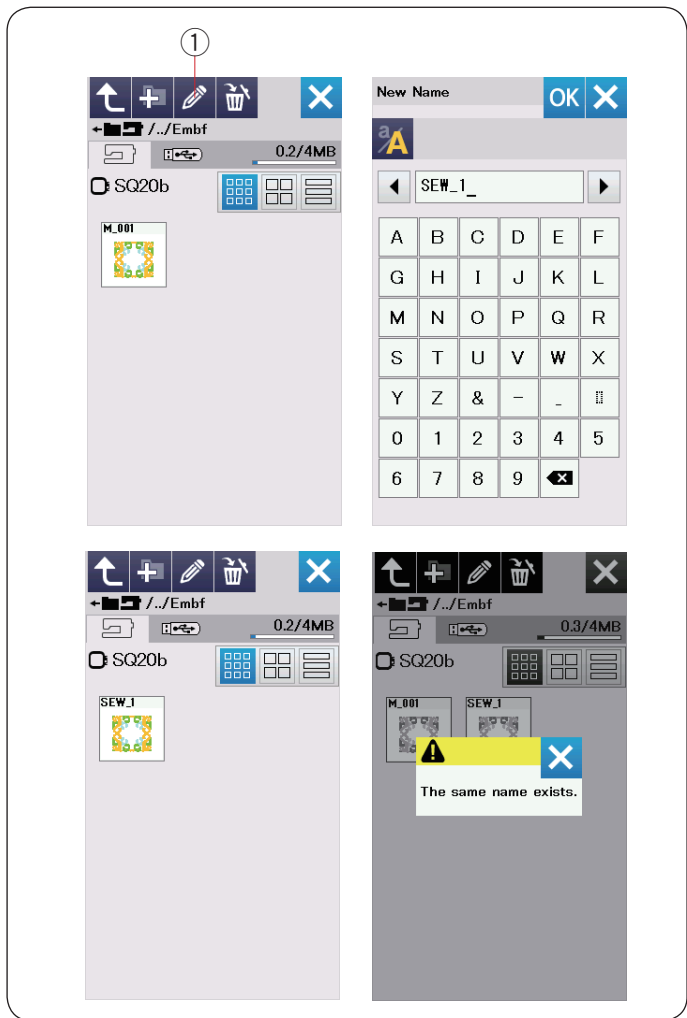 ①
/../Embf
0.2/4MB
SQ20b
M_001
New Name
OK
a/A
SEW_1_
A B C D E F
G H I J K L
M N O P Q R
S T U V W X
Y Z & - _
0 1 2 3 4 5
6 7 8 9
/../Embf
0.2/4MB
SQ20b
SEW_1
/../Embf
0.3/4MB
SQ20b
M_001 SEW_1
The same name exists.